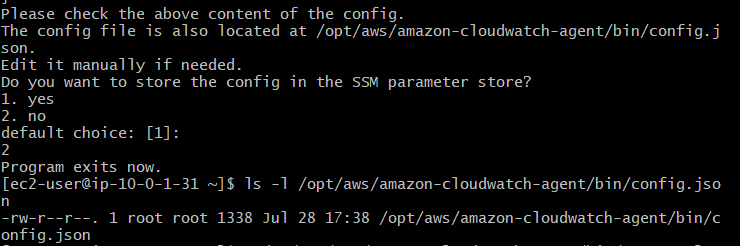 Please check the above content of the config.
The config file is also located at /opt/aws/amazon-cloudwatch-agent/bin/config.j
son.
Edit it manually if needed.
Do you want to store the config in the SSM parameter store?
1. yes
2. no
default choice: [1]:
2
Program exits now.
[ec2-user@ip-10-0-1-31 ~]$ ls -l /opt/aws/amazon-cloudwatch-agent/bin/config.jso
n
-rw-r--r--. 1 root root 1338 Jul 28 17:38 /opt/aws/amazon-cloudwatch-agent/bin/c
onfig.json